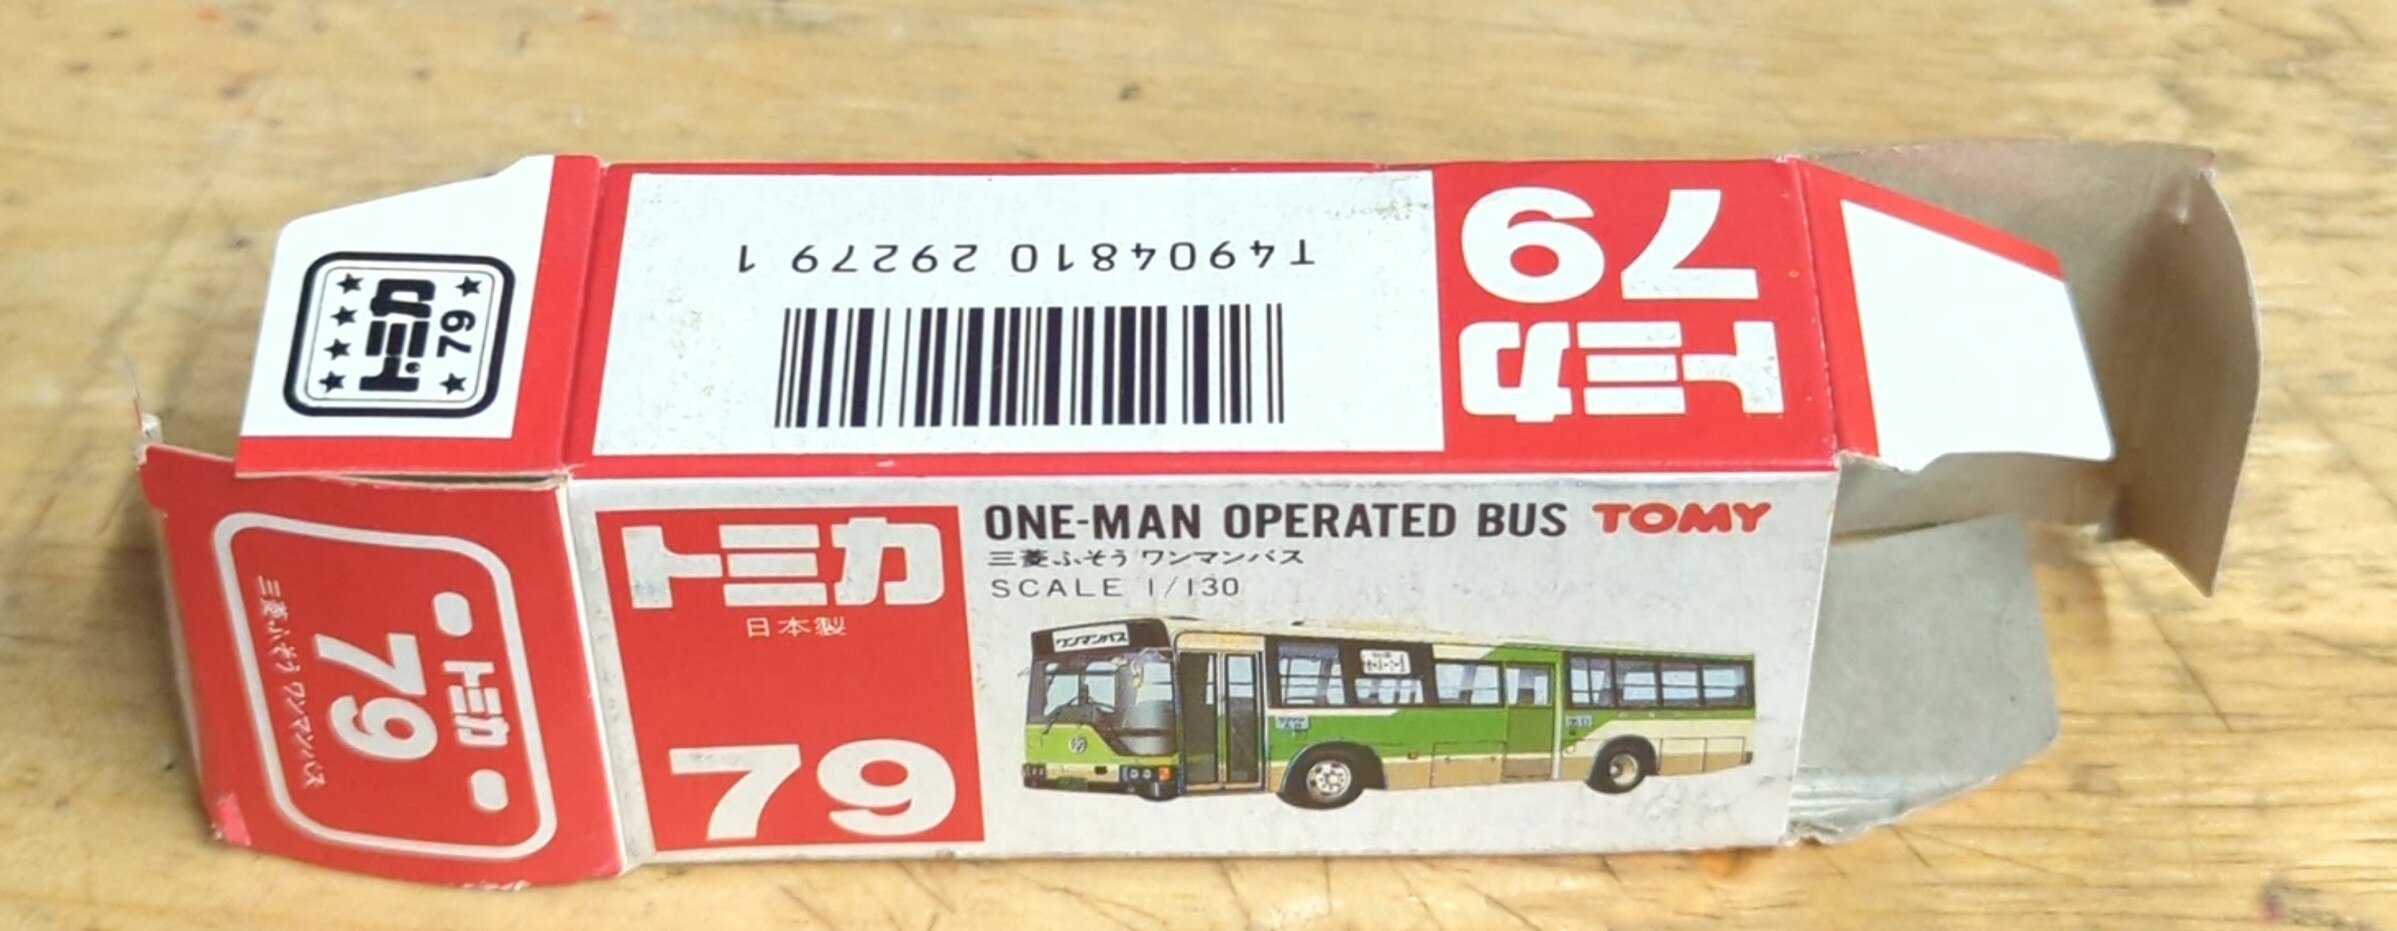 T4904810 29279 1
79
トミカ
トミカ
79
トミカ
日本製
79
ONE-MAN OPERATED BUS TOMY
三菱ふそうワンマンバス
SCALE 1/130
ワンマンバス
トミカ
79
三菱ふそうワンマンバス